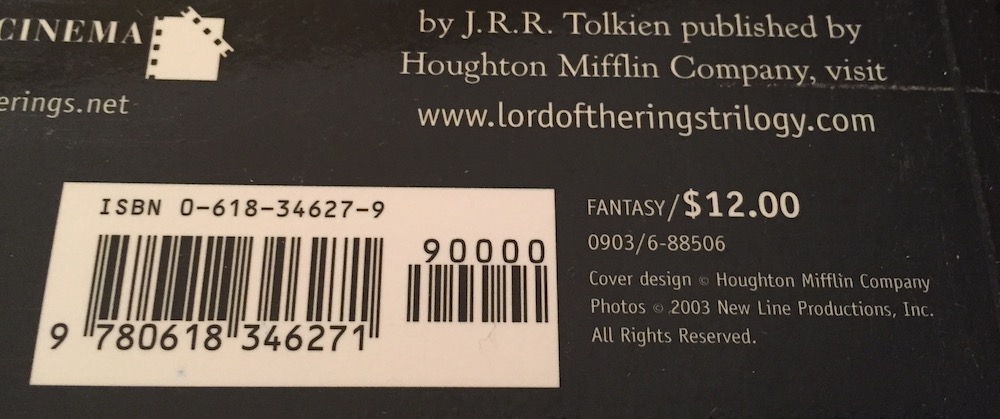 CINEMA
erings.net
by J.R.R. Tolkien published by
Houghton Mifflin Company, visit
www.lordoftheringstrilogy.com
ISBN 0-618-34627-9
90000
9 780618 346271
FANTASY/$12.00
0903/6-88506
Cover design © Houghton Mifflin Company
Photos © 2003 New Line Productions, Inc.
All Rights Reserved.